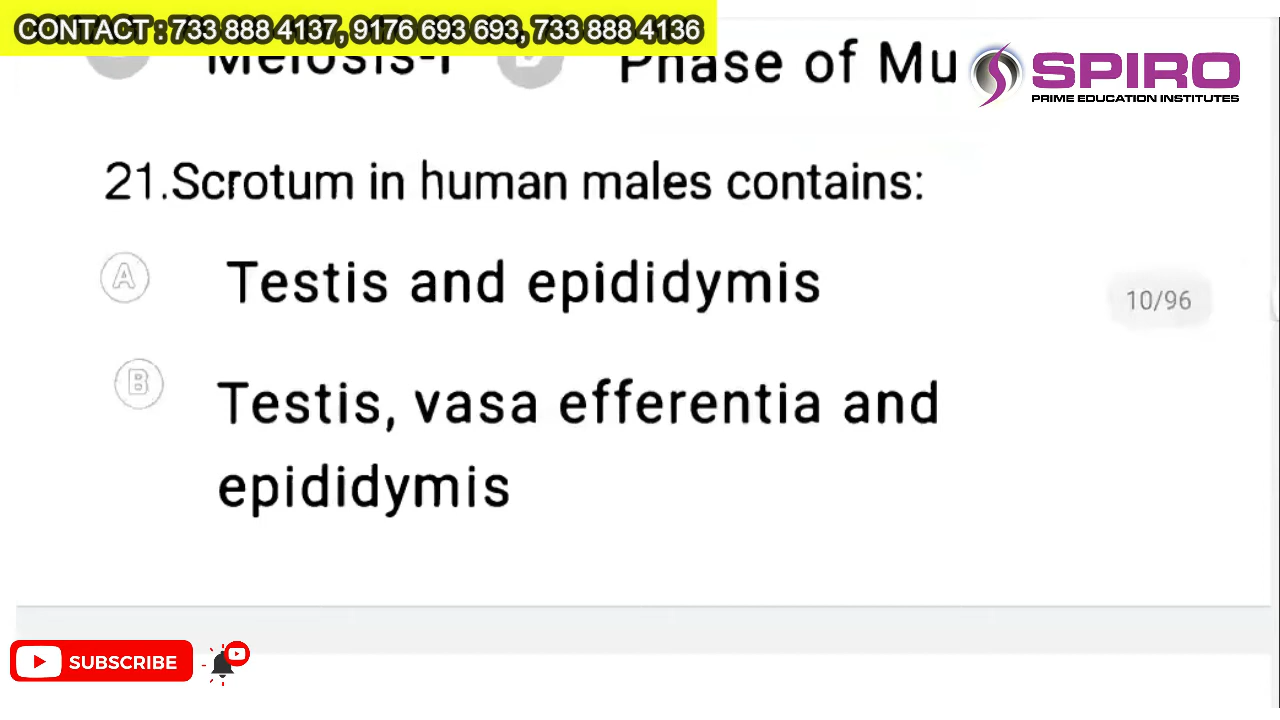 CONTACT : 733 888 4137, 9176 693 693, 733 888 4136
Meiosis-I Phase of Mu
SPIRO
PRIME EDUCATION INSTITUTES
21.Scrotum in human males contains:
A Testis and epididymis
10/96
B Testis, vasa efferentia and
epididymis
SUBSCRIBE